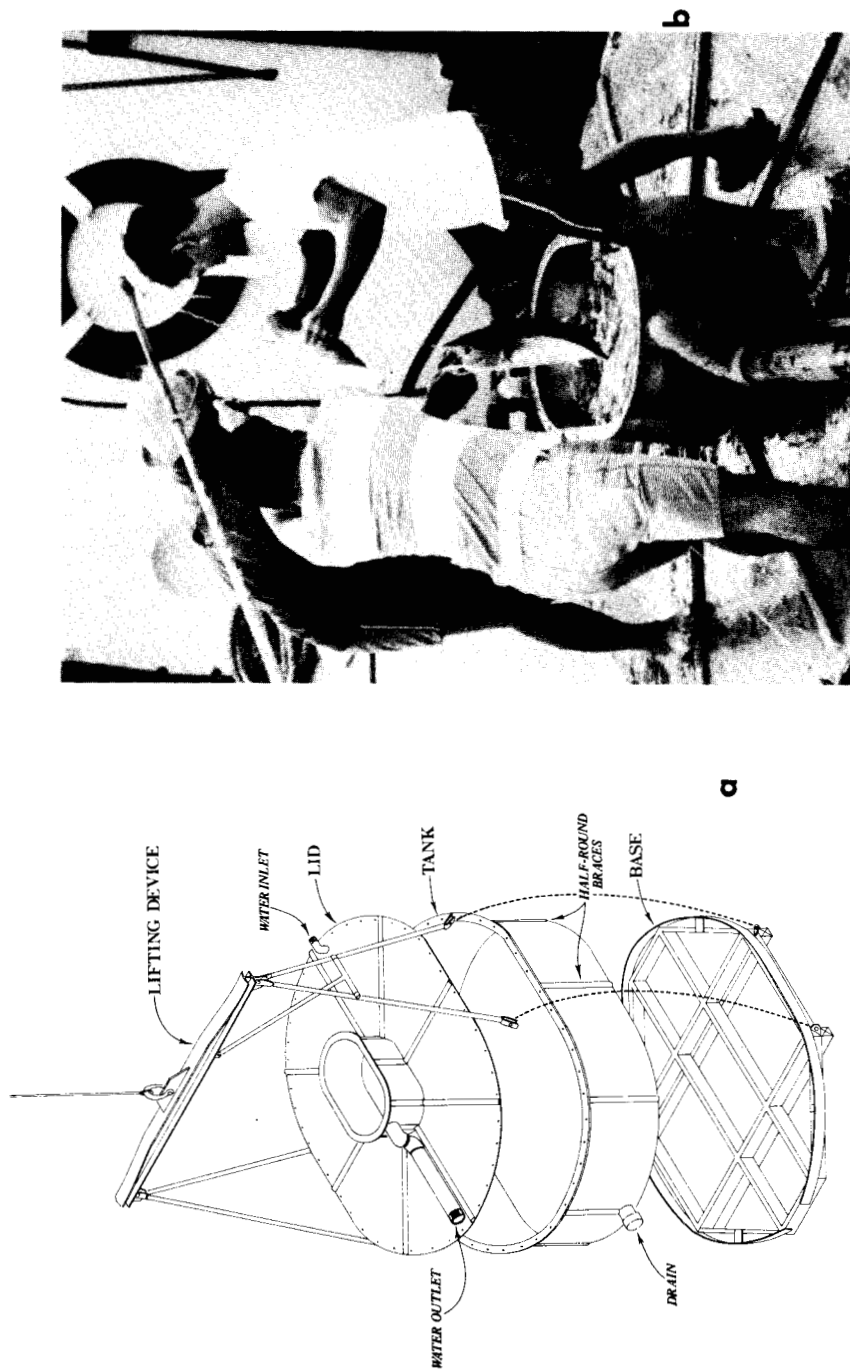 LIFTING DEVICE
WATER INLET
LID
TANK
HALF-ROUND
BRACES
BASE
WATER OUTLET
DRAIN
a
b